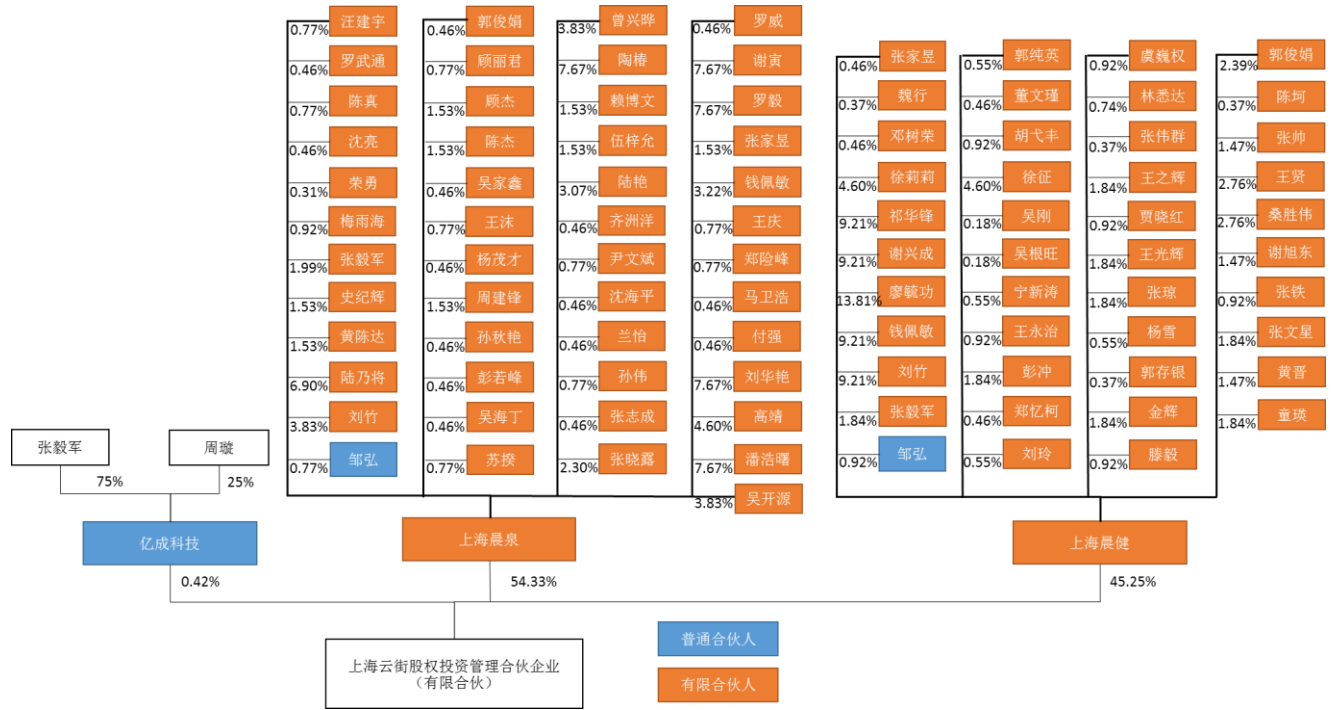 0.77% 汪建宇
0.46% 罗武通
0.77% 陈真
0.46% 沈亮
0.31% 荣勇
0.92% 梅雨海
1.99% 张毅军
1.53% 史纪辉
1.53% 黄陈达
6.90% 陆乃将
3.83% 刘竹
0.77% 邹弘
0.46% 郭俊娟
0.77% 顾丽君
1.53% 顾杰
1.53% 陈杰
0.46% 吴家鑫
0.77% 王沫
0.46% 杨茂才
1.53% 周建锋
0.46% 孙秋艳
0.46% 彭若峰
0.46% 吴海丁
0.77% 苏揆
3.83% 曾兴晔
7.67% 陶椿
1.53% 赖博文
1.53% 伍梓允
3.07% 陆艳
0.46% 齐洲洋
0.77% 尹文斌
0.46% 沈海平
0.46% 兰怡
0.77% 孙伟
0.46% 张志成
2.30% 张晓露
0.46% 罗威
7.67% 谢寅
7.67% 罗毅
1.53% 张家昱
3.22% 钱佩敏
0.77% 王庆
0.77% 郑险峰
0.46% 马卫浩
0.46% 付强
7.67% 刘华艳
4.60% 高靖
7.67% 潘浩曙
3.83% 吴开源
0.46% 张家昱
0.37% 魏行
0.46% 邓树荣
4.60% 徐莉莉
9.21% 祁华锋
9.21% 谢兴成
13.81% 廖毓功
9.21% 钱佩敏
9.21% 刘竹
1.84% 张毅军
0.92% 邹弘
0.55% 郭纯英
0.46% 董文瑾
0.92% 胡弋丰
4.60% 徐征
0.18% 吴刚
0.18% 吴根旺
0.55% 宁新涛
0.92% 王永治
1.84% 彭冲
0.46% 郑忆柯
0.55% 刘玲
0.92% 虞巍权
0.74% 林悉达
0.37% 张伟群
1.84% 王之辉
0.92% 贾晓红
1.84% 王光辉
1.84% 张琼
0.55% 杨雪
0.37% 郭存银
1.84% 金辉
0.92% 滕毅
2.39% 郭俊娟
0.37% 陈坷
1.47% 张帅
2.76% 王贤
2.76% 桑胜伟
1.47% 谢旭东
0.92% 张铁
1.84% 张文星
1.47% 黄晋
1.84% 童瑛
张毅军
周璇
75%
25%
亿成科技
上海晨泉
上海晨健
0.42%
54.33%
45.25%
上海云街股权投资管理合伙企业
（有限合伙）
普通合伙人
有限合伙人